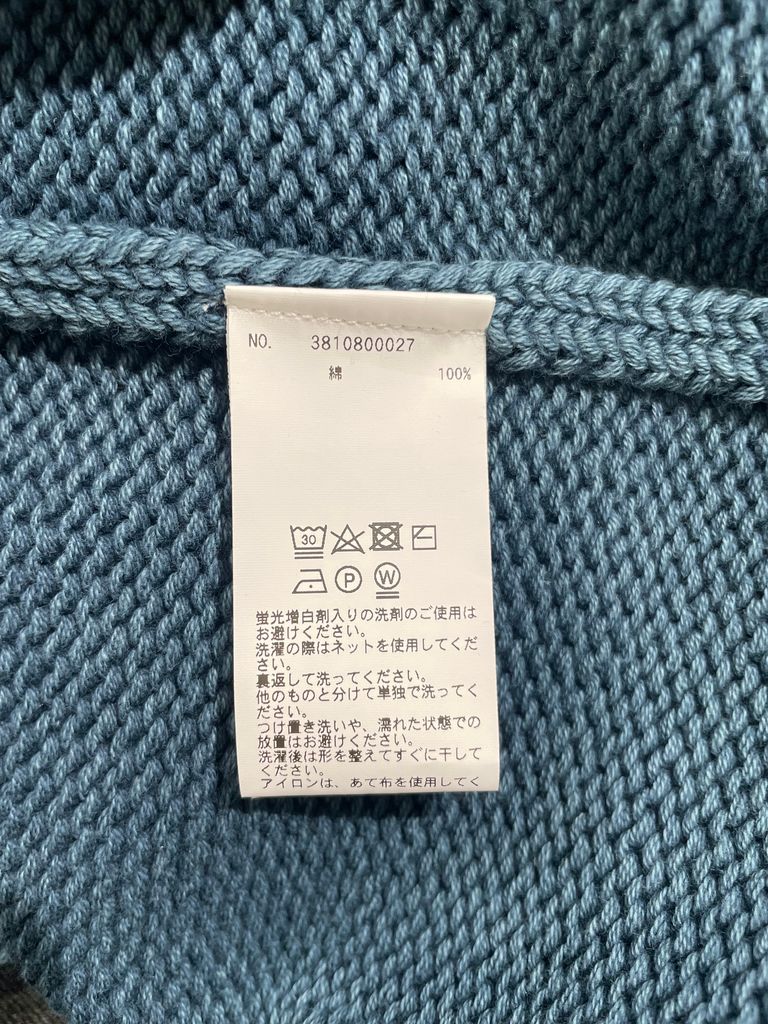 NO. 3810800027
綿 100%
30
P W
蛍光増白剤入りの洗剤のご使用は
お避けください。
洗濯の際はネットを使用してくだ
さい。
裏返して洗ってください。
他のものと分けて単独で洗ってく
ださい。
つけ置き洗いや、濡れた状態での
放置はお避けください。
洗濯後は形を整えてすぐに干して
ください。
アイロンは、あて布を使用してく